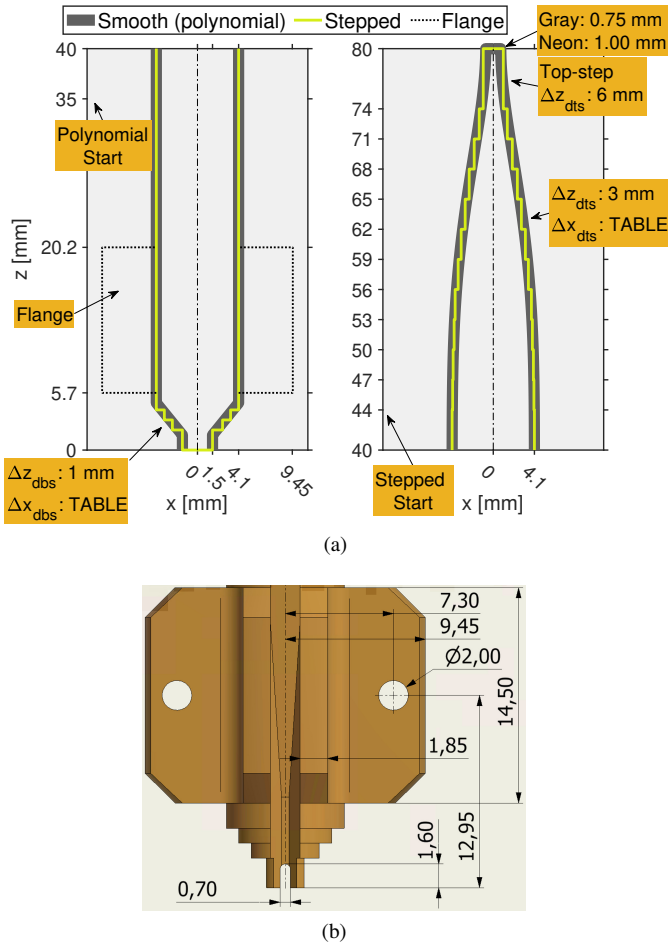 Smooth (polynomial) Stepped Flange
40
35
20.2
5.7
0
z [mm]
Polynomial
Start
Flange
Δz_dbs: 1 mm
Δx_dbs: TABLE
0 1.5 4.1 9.45
x [mm]
Gray: 0.75 mm
Neon: 1.00 mm
Top-step
Δz_dts: 6 mm
80
74
71
68
65
62
59
56
53
50
47
44
40
Δz_dts: 3 mm
Δx_dts: TABLE
Stepped
Start
0 4.1
x [mm]
(a)
7,30
9,45
Ø2,00
14,50
1,85
12,95
1,60
0,70
(b)